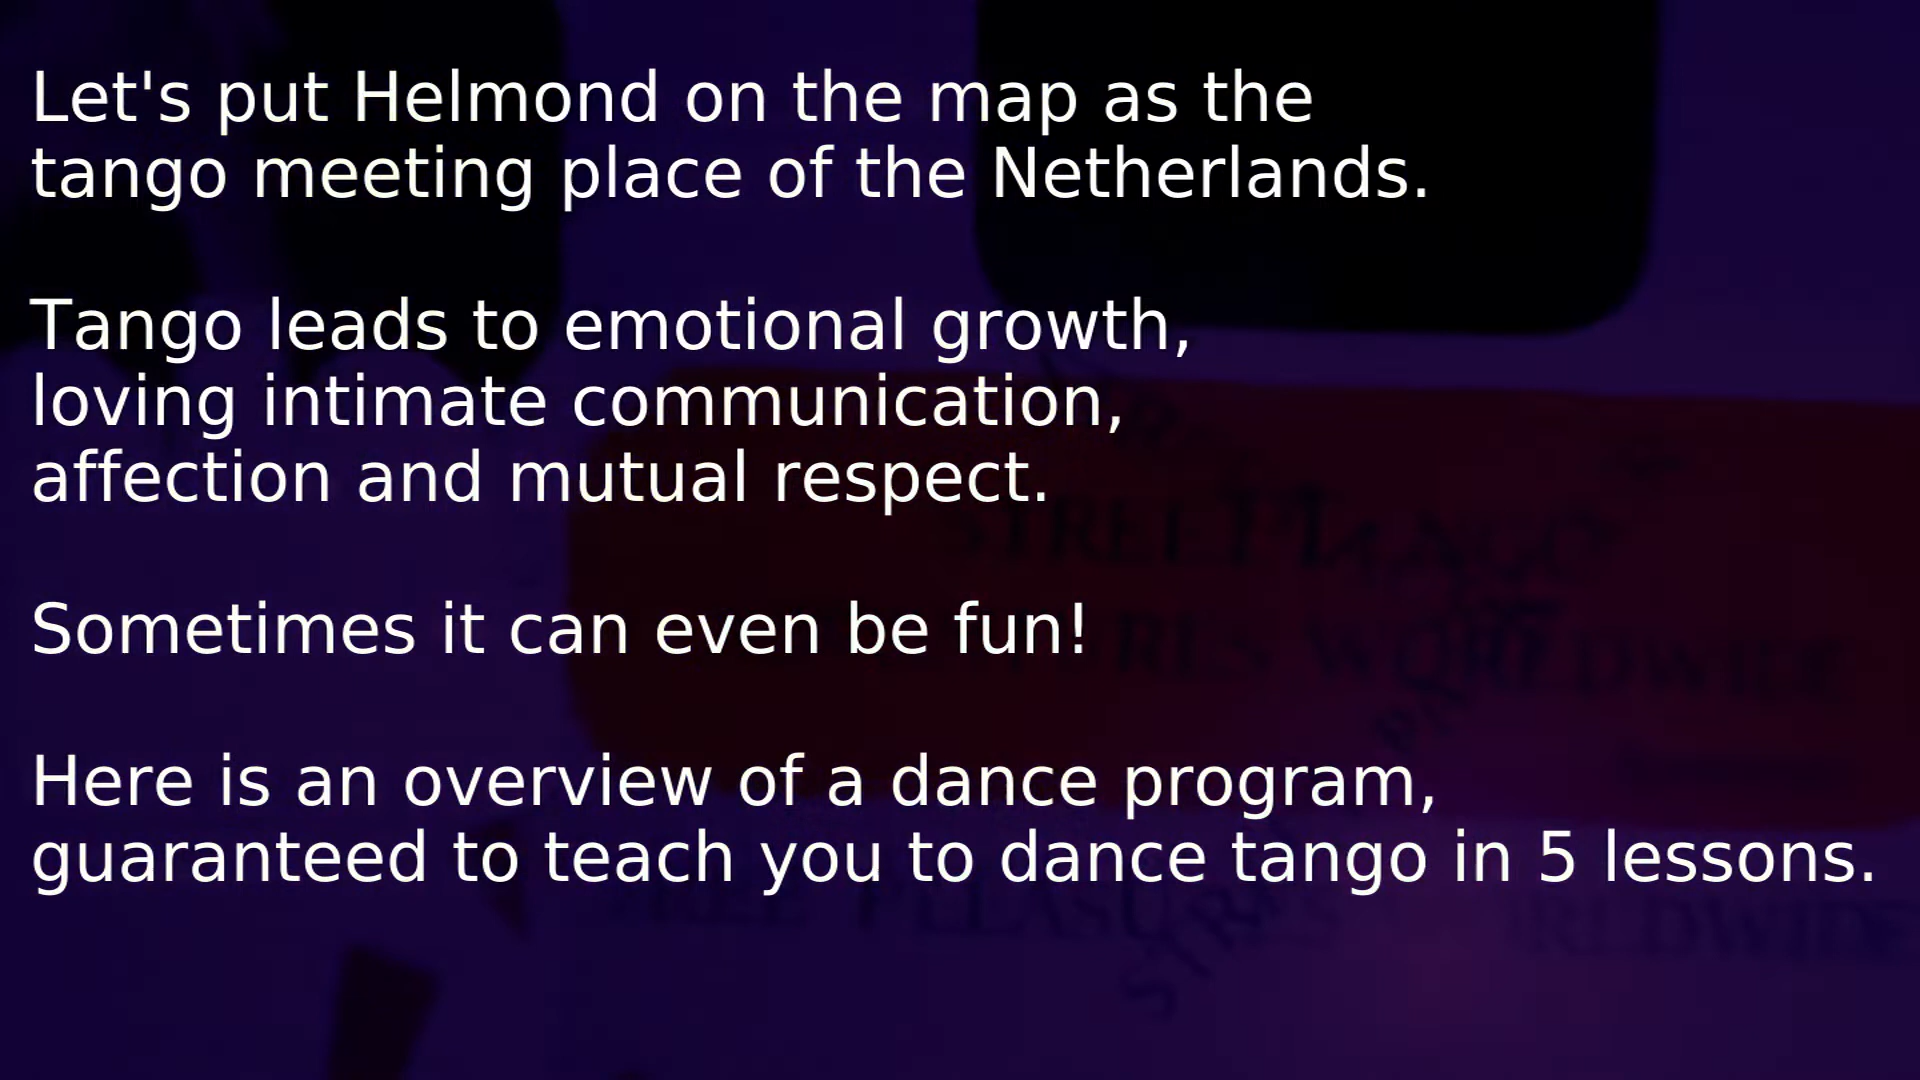 Let's put Helmond on the map as the
tango meeting place of the Netherlands.
Tango leads to emotional growth,
loving intimate communication,
affection and mutual respect.
Sometimes it can even be fun!
Here is an overview of a dance program,
guaranteed to teach you to dance tango in 5 lessons.